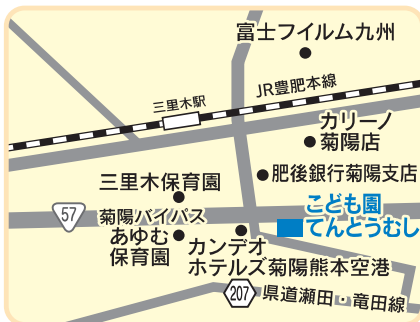 富士フイルム九州
JR豊肥本線
三里木駅
カリーノ
菊陽店
肥後銀行菊陽支店
三里木保育園
こども園
てんとうむし
57
菊陽バイパス
あゆむ
保育園
カンデオ
ホテルズ菊陽熊本空港
207
県道瀬田・竜田線